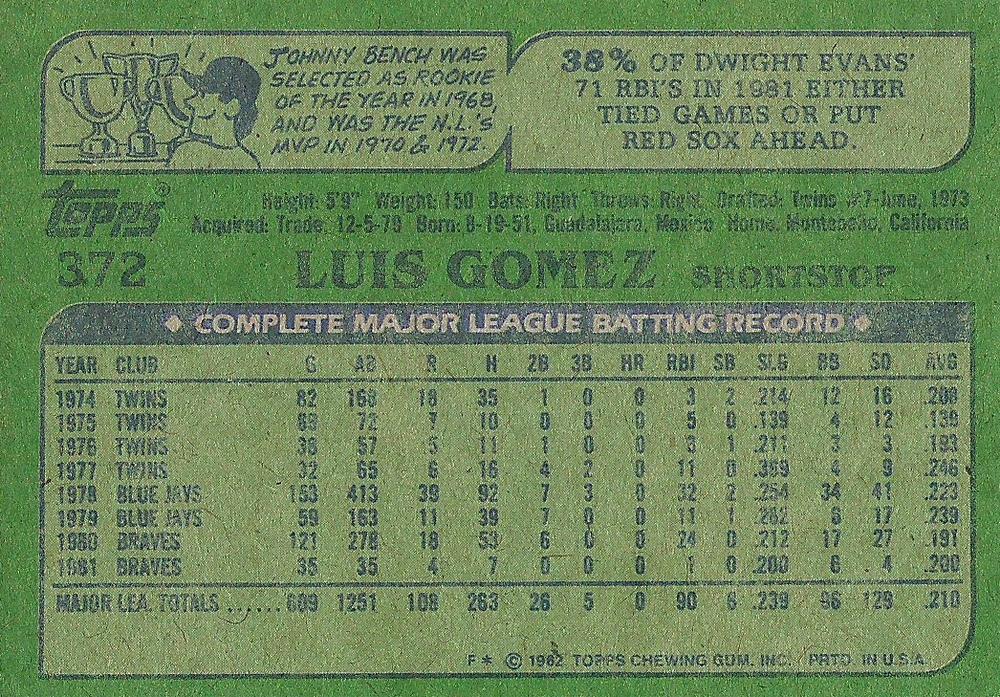 JOHNNY BENCH WAS
SELECTED AS ROOKIE
OF THE YEAR IN 1968,
AND WAS THE N.L.'s
MVP IN 1970 & 1972.
38% OF DWIGHT EVANS'
71 RBI'S IN 1981 EITHER
TIED GAMES OR PUT
RED SOX AHEAD.
Topps®
Height: 5'9" Weight: 150 Bats: Right Throws: Right Drafted: Twins #7-June, 1973
Acquired: Trade, 12-5-79 Born: 8-19-51, Guadalajara, Mexico Home: Montebello, California
372 LUIS GOMEZ SHORTSTOP
◆ COMPLETE MAJOR LEAGUE BATTING RECORD ◆
YEAR CLUB G AB R H 2B 3B HR RBI SB SLG BB SO AVG
1974 TWINS 82 168 18 35 1 0 0 3 2 .214 12 16 .208
1975 TWINS 89 72 7 10 0 0 0 5 0 .139 4 12 .139
1976 TWINS 38 57 5 11 1 0 0 3 1 .211 3 3 .193
1977 TWINS 32 65 6 16 4 2 0 11 0 .369 4 9 .246
1978 BLUE JAYS 153 413 39 92 7 3 0 32 2 .254 34 41 .223
1979 BLUE JAYS 59 163 11 39 7 0 0 11 1 .282 6 17 .239
1980 BRAVES 121 278 18 53 6 0 0 24 0 .212 17 27 .191
1981 BRAVES 35 35 4 7 0 0 0 1 0 .200 6 4 .200
MAJOR LEA. TOTALS ...... 609 1251 108 263 26 5 0 90 6 .239 86 129 .210
F* © 1982 TOPPS CHEWING GUM, INC. PRTD. IN U.S.A.